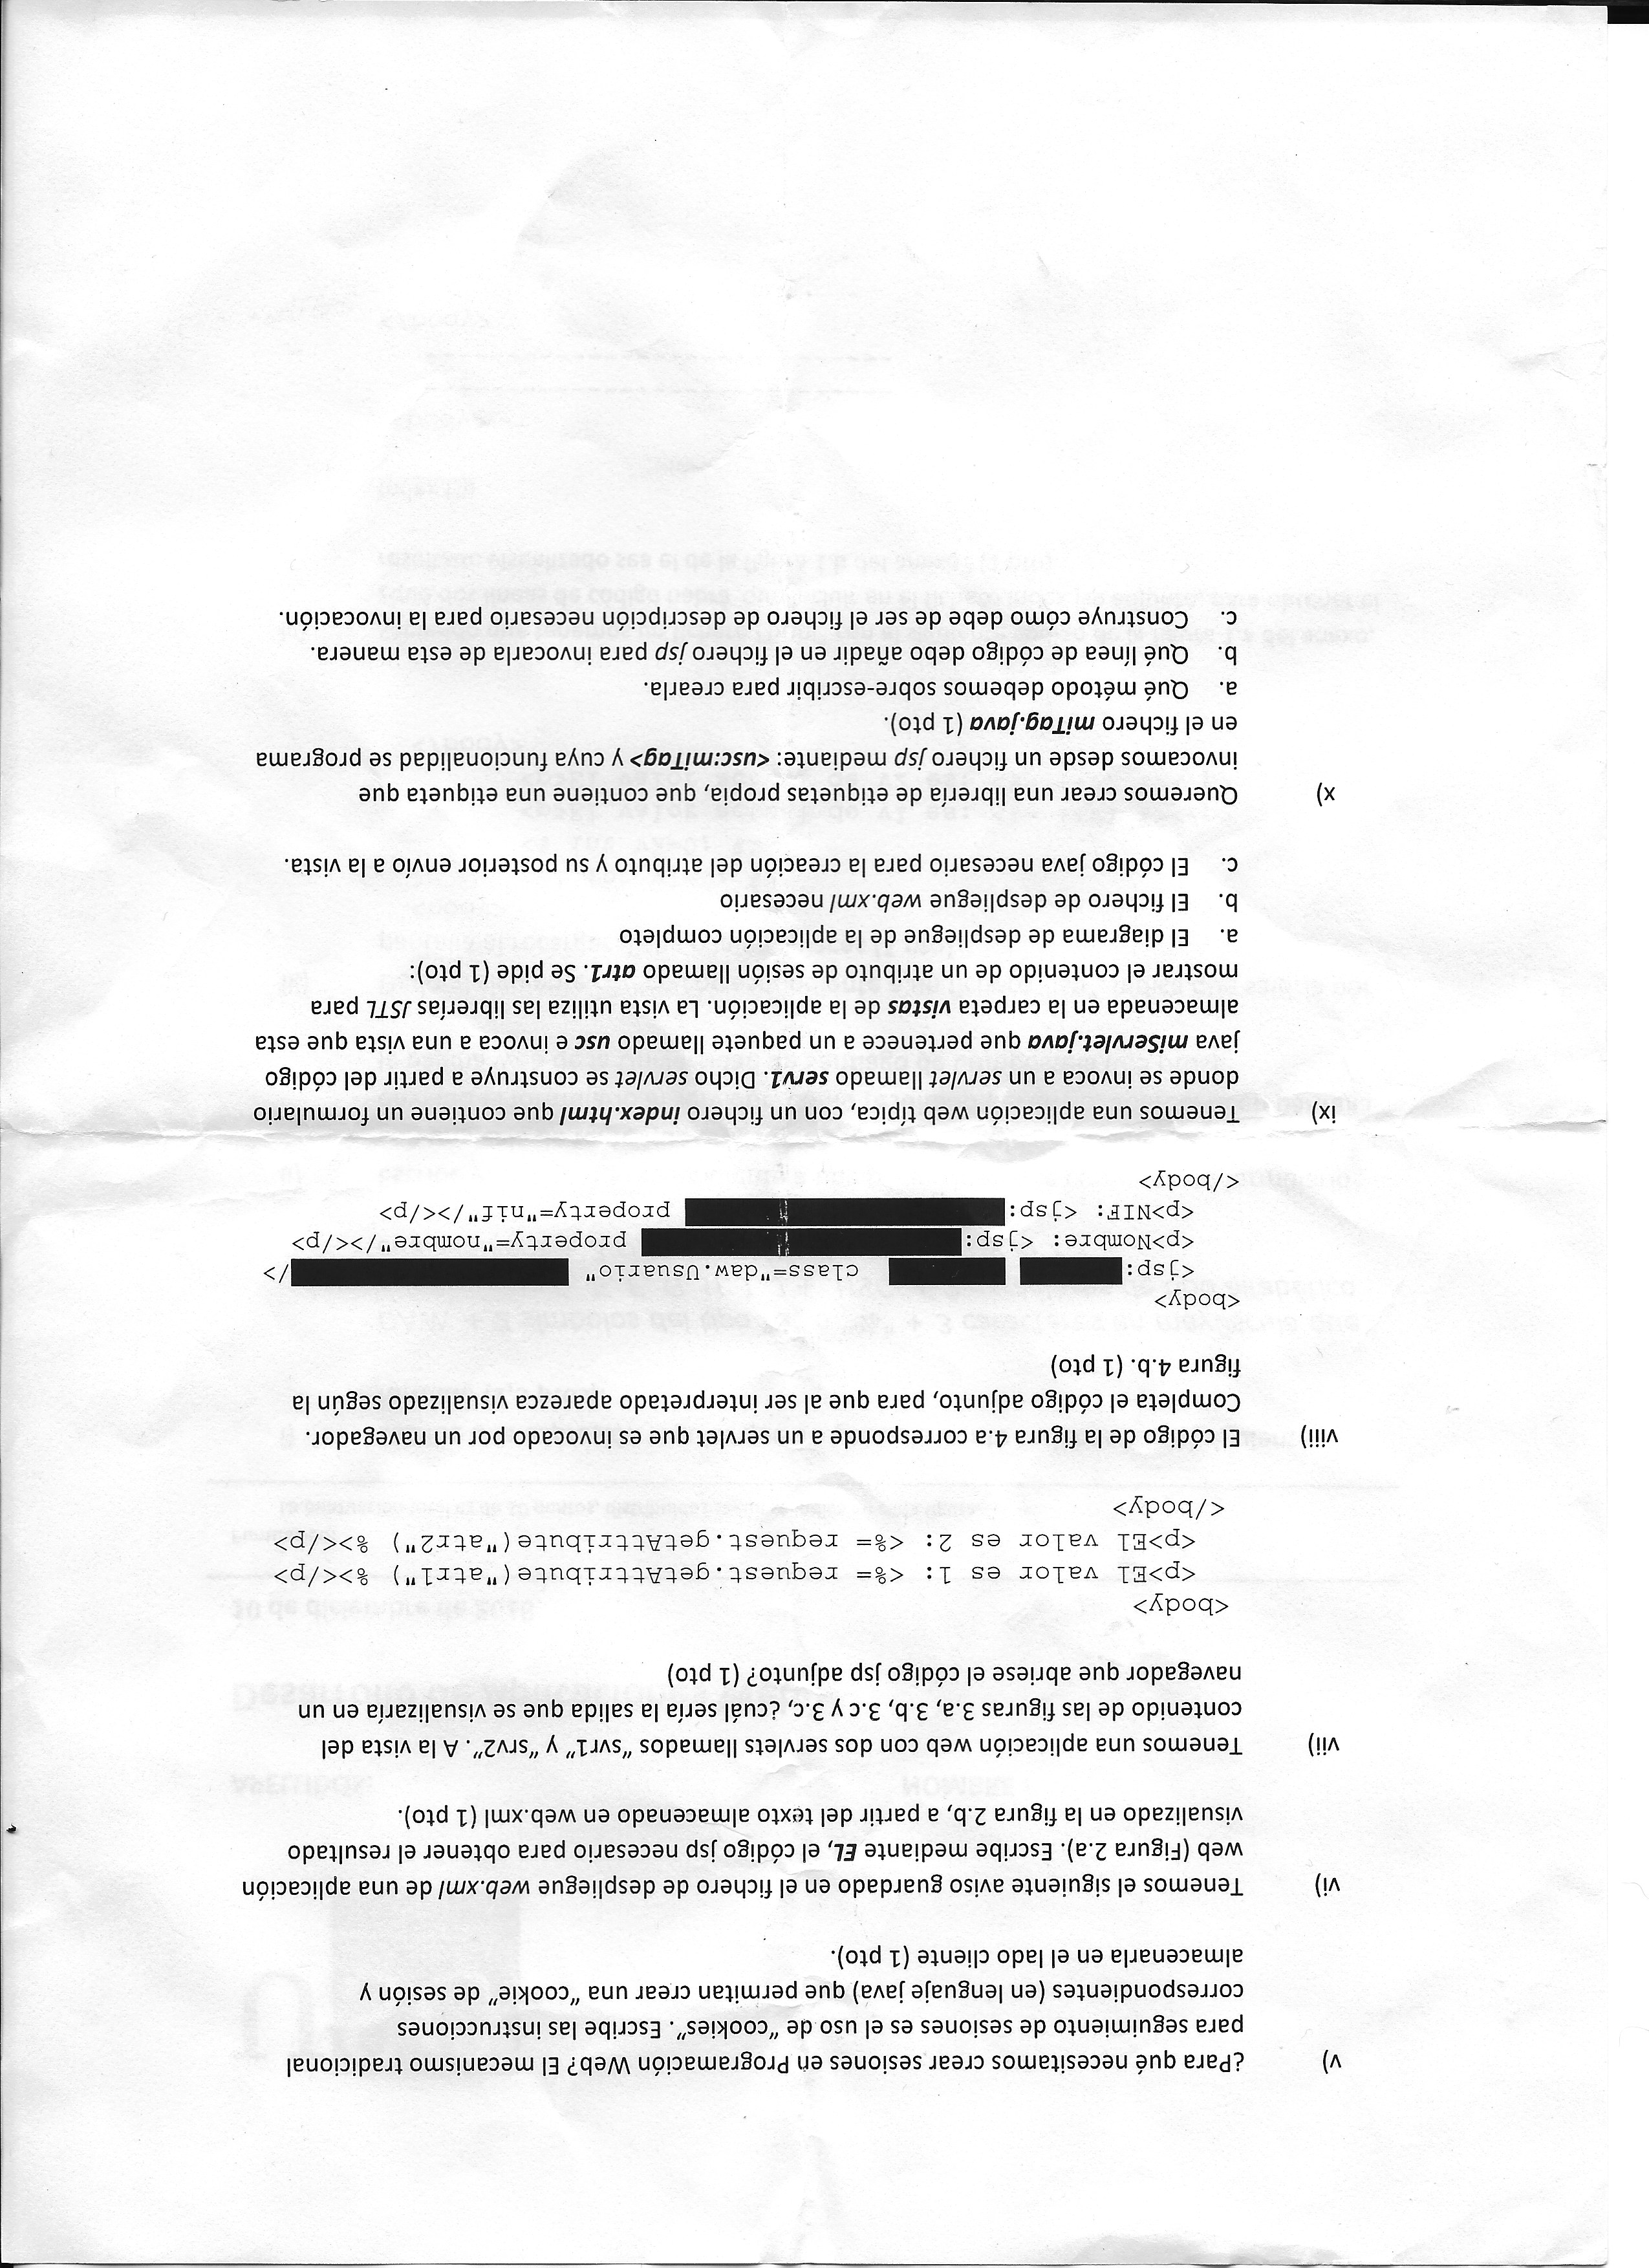 v) ¿Para qué necesitamos crear sesiones en Programación Web? El mecanismo tradicional
para seguimiento de sesiones es el uso de “cookies”. Escribe las instrucciones
correspondientes (en lenguaje java) que permitan crear una “cookie” de sesión y
almacenarla en el lado cliente (1 pto).
vi) Tenemos el siguiente aviso guardado en el fichero de despliegue web.xml de una aplicación
web (Figura 2.a). Escribe mediante EL, el código jsp necesario para obtener el resultado
visualizado en la figura 2.b, a partir del texto almacenado en web.xml (1 pto).
vii) Tenemos una aplicación web con dos servlets llamados “svr1” y “srv2”. A la vista del
contenido de las figuras 3.a, 3.b, 3.c y 3.c, ¿cuál sería la salida que se visualizaría en un
navegador que abriese el código jsp adjunto? (1 pto)
<body>
<p>El valor es 1: <%= request.getAttribute("atr1") %></p>
<p>El valor es 2: <%= request.getAttribute("atr2") %></p>
</body>
viii) El código de la figura 4.a corresponde a un servlet que es invocado por un navegador.
Completa el código adjunto, para que al ser interpretado aparezca visualizado según la
figura 4.b. (1 pto)
<body>
<jsp: class="daw.Usuario" />
<p>Nombre: <jsp: property="nombre"/></p>
<p>NIF: <jsp: property="nif"/></p>
</body>
ix) Tenemos una aplicación web típica, con un fichero index.html que contiene un formulario
donde se invoca a un servlet llamado serv1. Dicho servlet se construye a partir del código
java miServlet.java que pertenece a un paquete llamado usc e invoca a una vista que esta
almacenada en la carpeta vistas de la aplicación. La vista utiliza las librerías JSTL para
mostrar el contenido de un atributo de sesión llamado atr1. Se pide (1 pto):
a. El diagrama de despliegue de la aplicación completo
b. El fichero de despliegue web.xml necesario
c. El código java necesario para la creación del atributo y su posterior envío a la vista.
x) Queremos crear una librería de etiquetas propia, que contiene una etiqueta que
invocamos desde un fichero jsp mediante: <usc:miTag> y cuya funcionalidad se programa
en el fichero miTag.java (1 pto).
a. Qué método debemos sobre-escribir para crearla.
b. Qué línea de código debo añadir en el fichero jsp para invocarla de esta manera.
c. Construye cómo debe de ser el fichero de descripción necesario para la invocación.